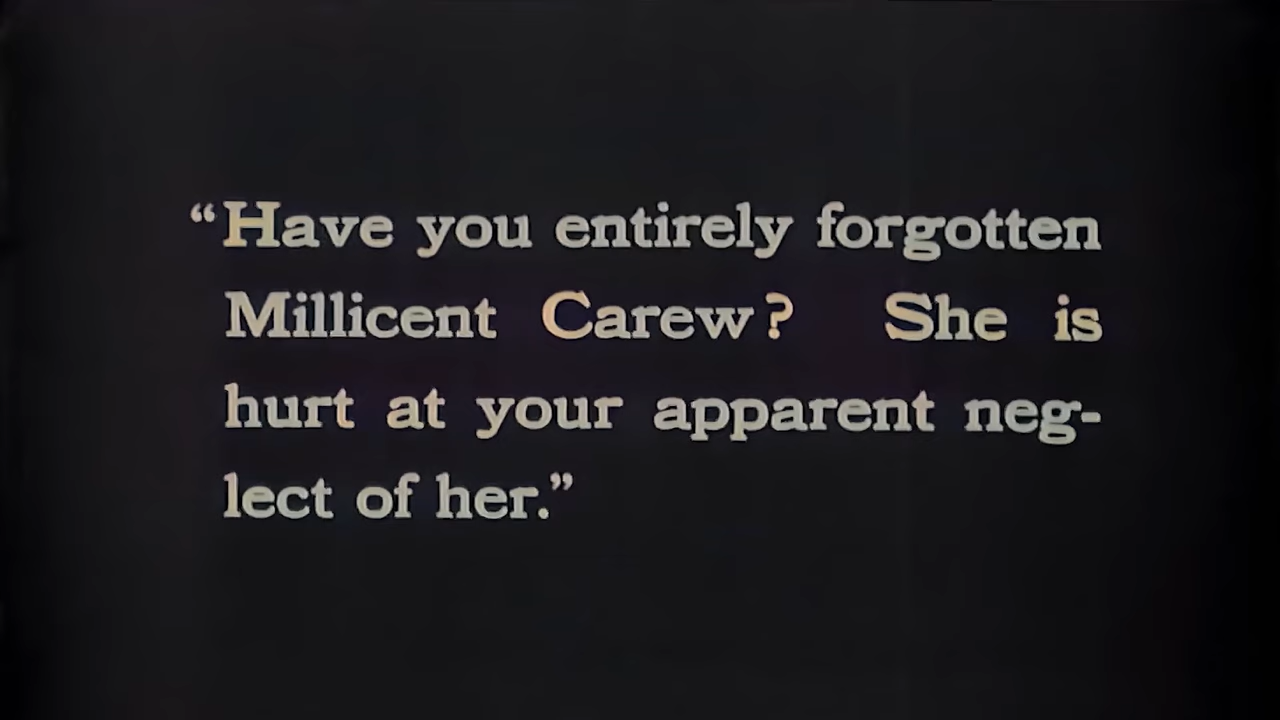 “Have you entirely forgotten
Millicent Carew? She is
hurt at your apparent neg-
lect of her.”